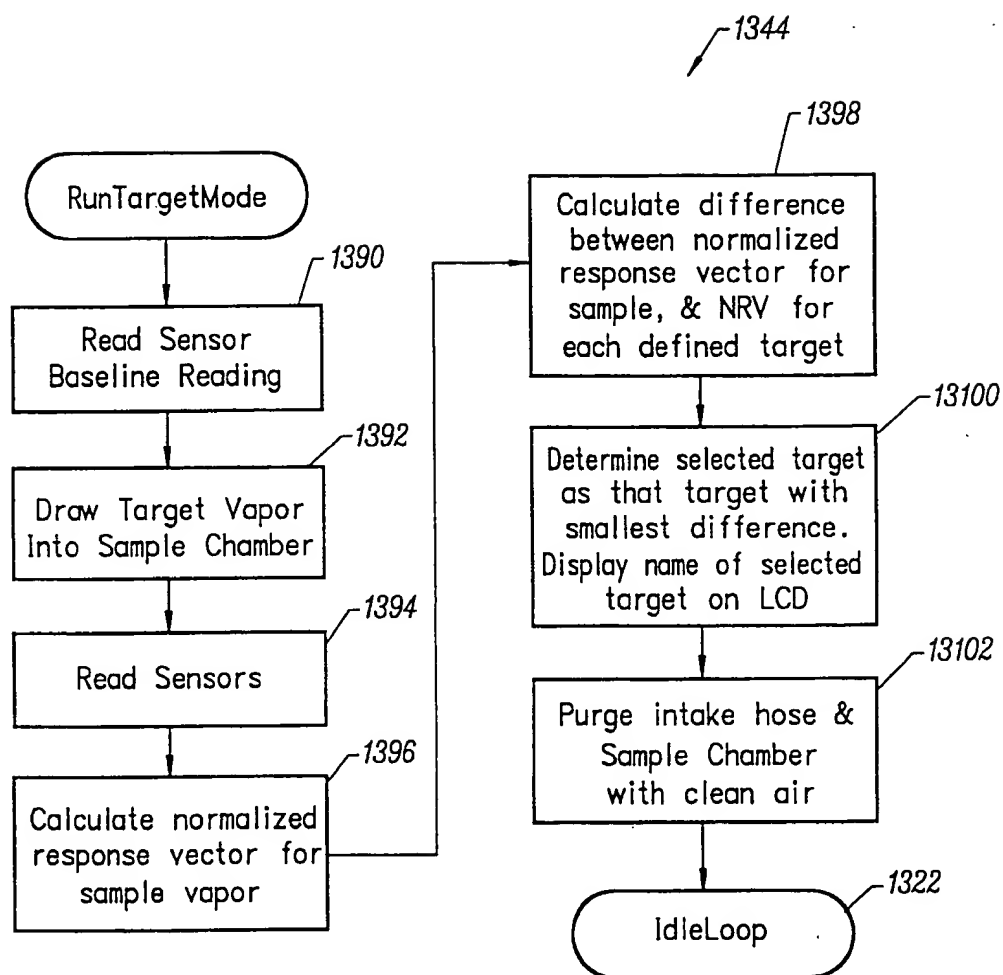 1344
RunTargetMode
1390
Read Sensor
Baseline Reading
1392
Draw Target Vapor
Into Sample Chamber
1394
Read Sensors
1396
Calculate normalized
response vector for
sample vapor
1398
Calculate difference
between normalized
response vector for
sample, & NRV for
each defined target
13100
Determine selected target
as that target with
smallest difference.
Display name of selected
target on LCD
13102
Purge intake hose &
Sample Chamber
with clean air
1322
IdleLoop